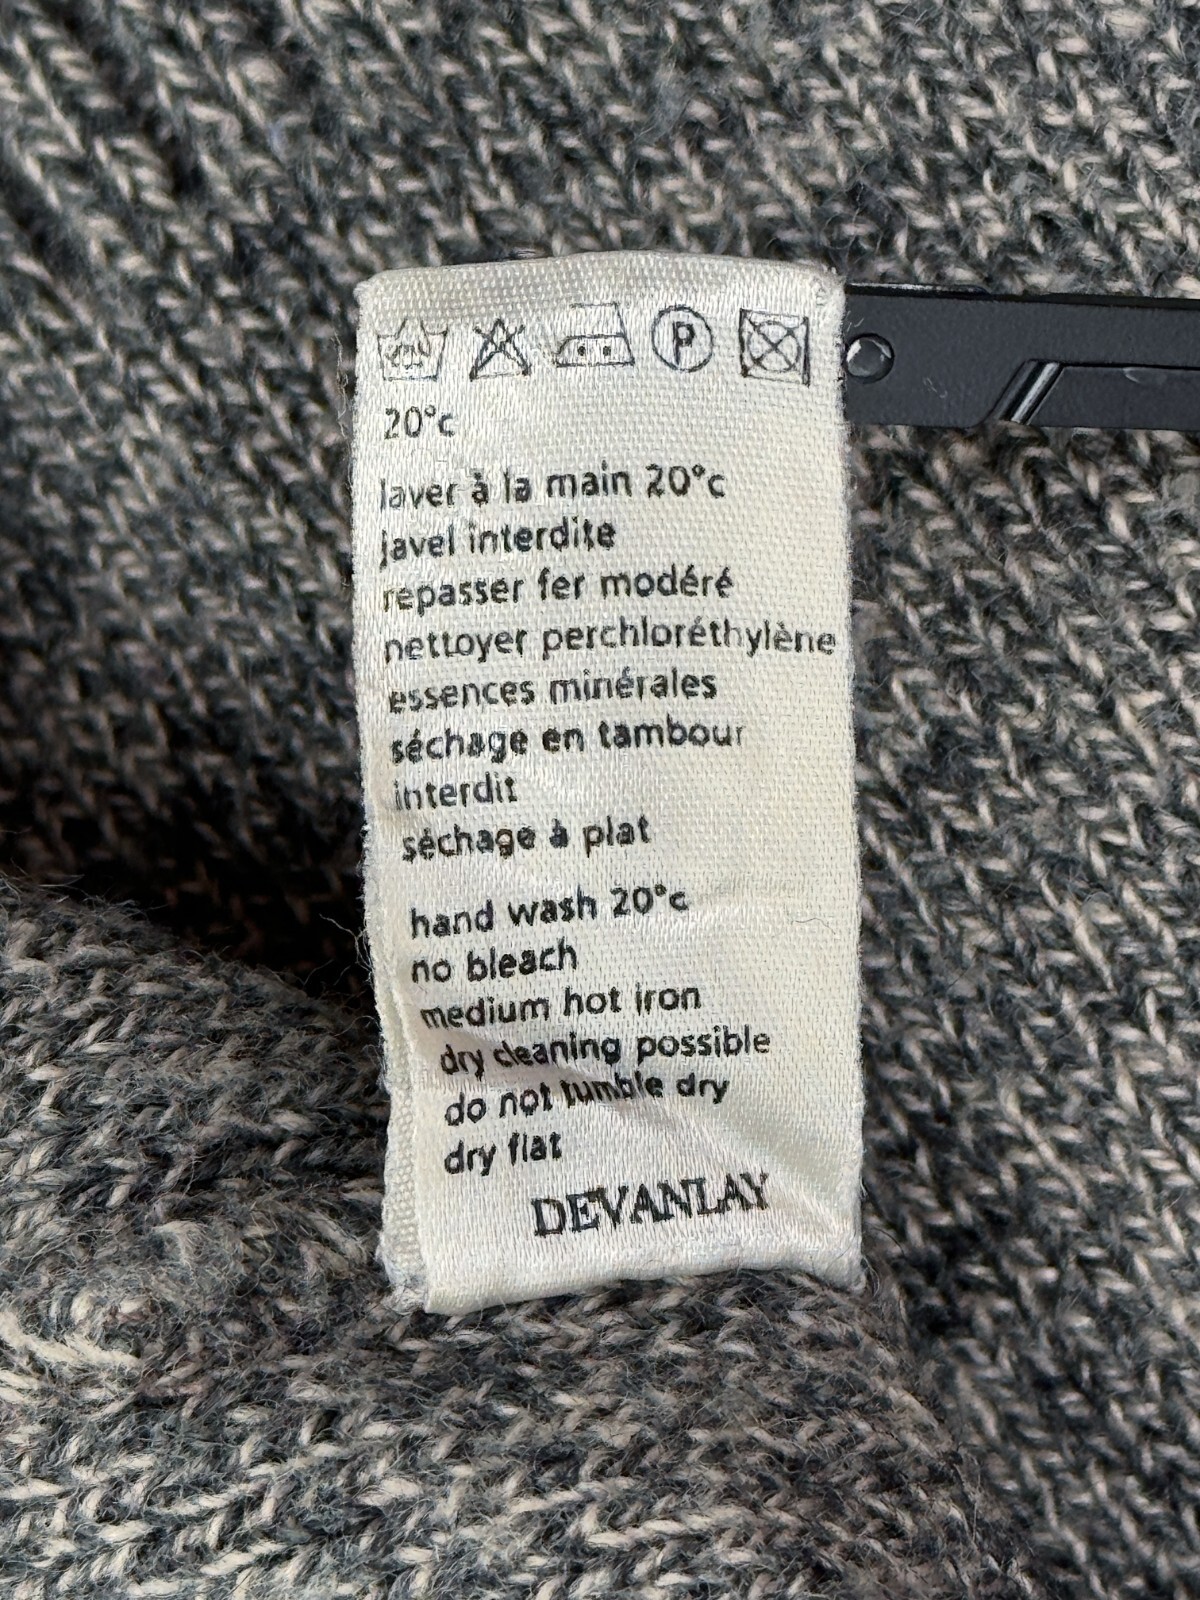 P
20°c
laver à la main 20°c
javel interdite
repasser fer modéré
nettoyer perchloréthylène
essences minérales
séchage en tambour
interdit
séchage à plat
hand wash 20°c
no bleach
medium hot iron
dry cleaning possible
do not tumble dry
dry flat
DEVANLAY